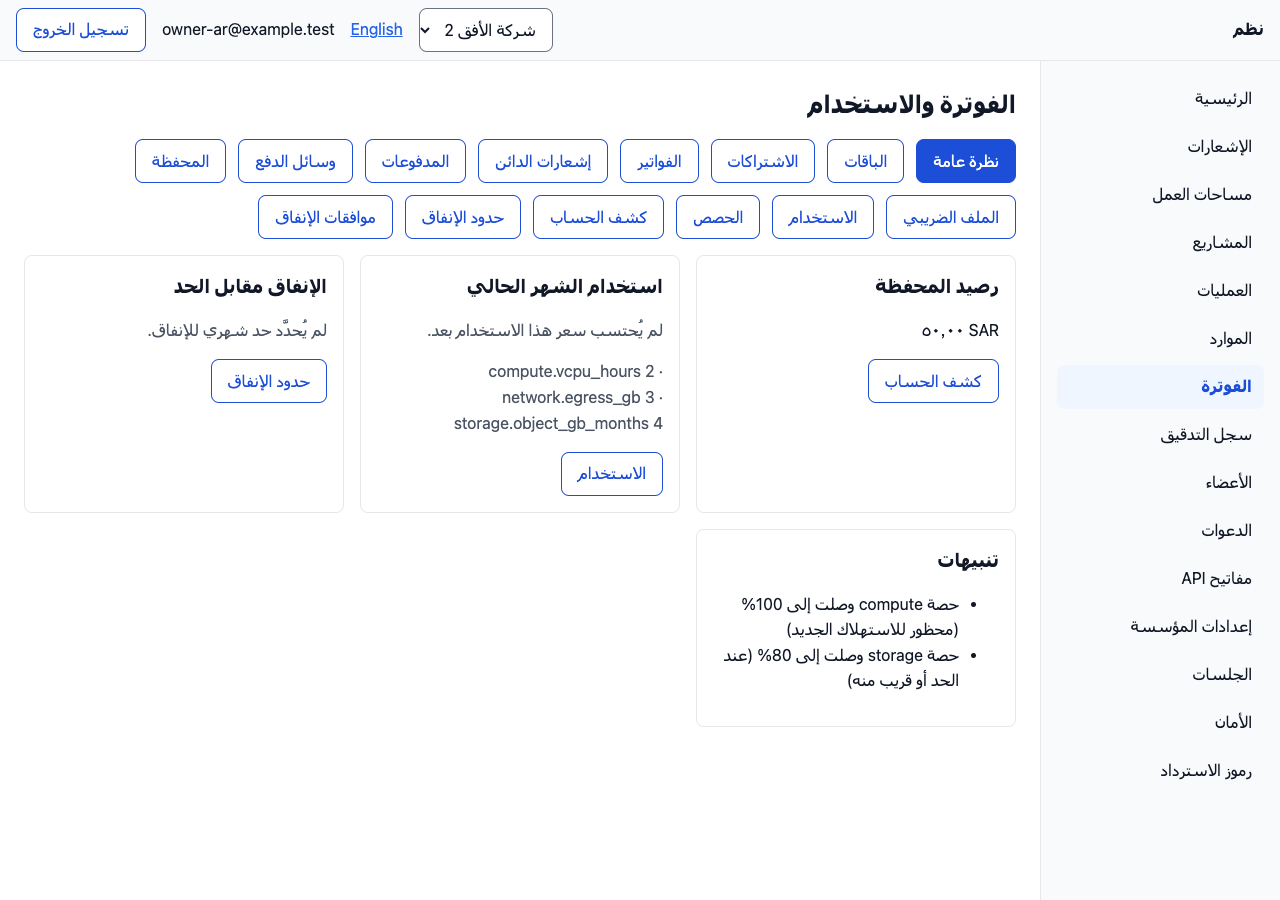 نظم
شركة الأفق 2
English
owner-ar@example.test
تسجيل الخروج
الرئيسية
الإشعارات
مساحات العمل
المشاريع
العمليات
الموارد
الفوترة
سجل التدقيق
الأعضاء
الدعوات
مفاتيح API
إعدادات المؤسسة
الجلسات
الأمان
رموز الاسترداد
الفوترة والاستخدام
نظرة عامة
الباقات
الاشتراكات
الفواتير
إشعارات الدائن
المدفوعات
وسائل الدفع
المحفظة
الملف الضريبي
الاستخدام
الحصص
كشف الحساب
حدود الإنفاق
موافقات الإنفاق
رصيد المحفظة
٥٠٫٠٠ SAR
كشف الحساب
استخدام الشهر الحالي
لم يُحتسب سعر هذا الاستخدام بعد.
compute.vcpu_hours 2 ·
network.egress_gb 3 ·
storage.object_gb_months 4
الاستخدام
الإنفاق مقابل الحد
لم يُحدَّد حد شهري للإنفاق.
حدود الإنفاق
تنبيهات
• حصة compute وصلت إلى 100%
(محظور للاستهلاك الجديد)
• حصة storage وصلت إلى 80% (عند
الحد أو قريب منه)